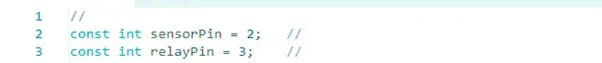 1 //
2 const int sensorPin = 2; //
3 const int relayPin = 3; //